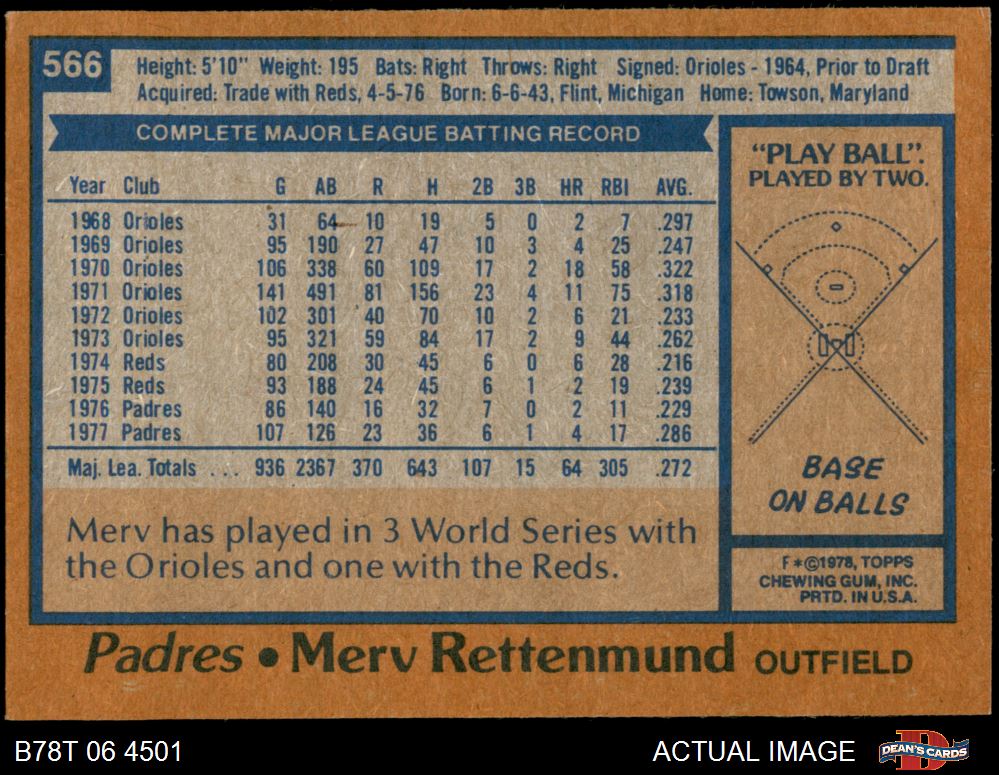 566
Height: 5'10" Weight: 195 Bats: Right Throws: Right Signed: Orioles - 1964, Prior to Draft
Acquired: Trade with Reds, 4-5-76 Born: 6-6-43, Flint, Michigan Home: Towson, Maryland
COMPLETE MAJOR LEAGUE BATTING RECORD
Year Club G AB R H 2B 3B HR RBI AVG.
1968 Orioles 31 64 10 19 5 0 2 7 .297
1969 Orioles 95 190 27 47 10 3 4 25 .247
1970 Orioles 106 338 60 109 17 2 18 58 .322
1971 Orioles 141 491 81 156 23 4 11 75 .318
1972 Orioles 102 301 40 70 10 2 6 21 .233
1973 Orioles 95 321 59 84 17 2 9 44 .262
1974 Reds 80 208 30 45 6 0 6 28 .216
1975 Reds 93 188 24 45 6 1 2 19 .239
1976 Padres 86 140 16 32 7 0 2 11 .229
1977 Padres 107 126 23 36 6 1 4 17 .286
Maj. Lea. Totals ... 936 2367 370 643 107 15 64 305 .272
Merv has played in 3 World Series with
the Orioles and one with the Reds.
"PLAY BALL".
PLAYED BY TWO.
BASE
ON BALLS
F*©1978, TOPPS
CHEWING GUM, INC.
PRTD. IN U.S.A.
Padres • Merv Rettenmund OUTFIELD
B78T 06 4501
ACTUAL IMAGE
D
DEAN'S CARDS